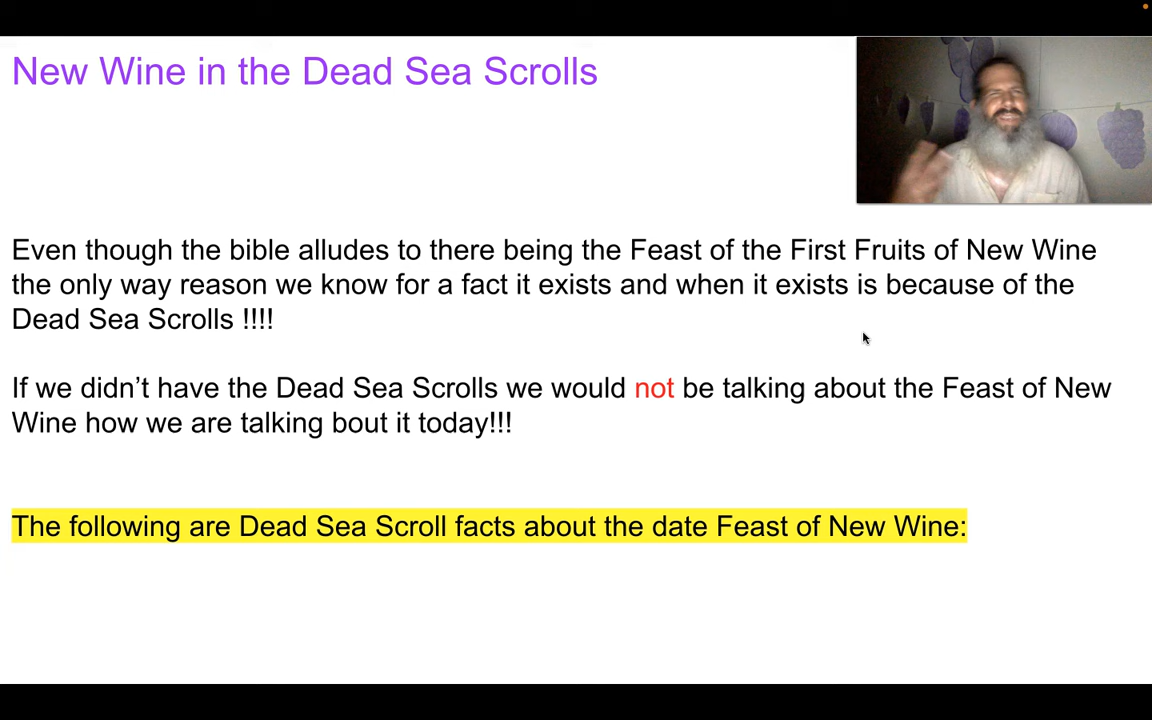 New Wine in the Dead Sea Scrolls
Even though the bible alludes to there being the Feast of the First Fruits of New Wine
the only way reason we know for a fact it exists and when it exists is because of the
Dead Sea Scrolls !!!!
If we didn’t have the Dead Sea Scrolls we would not be talking about the Feast of New
Wine how we are talking bout it today!!!
The following are Dead Sea Scroll facts about the date Feast of New Wine: